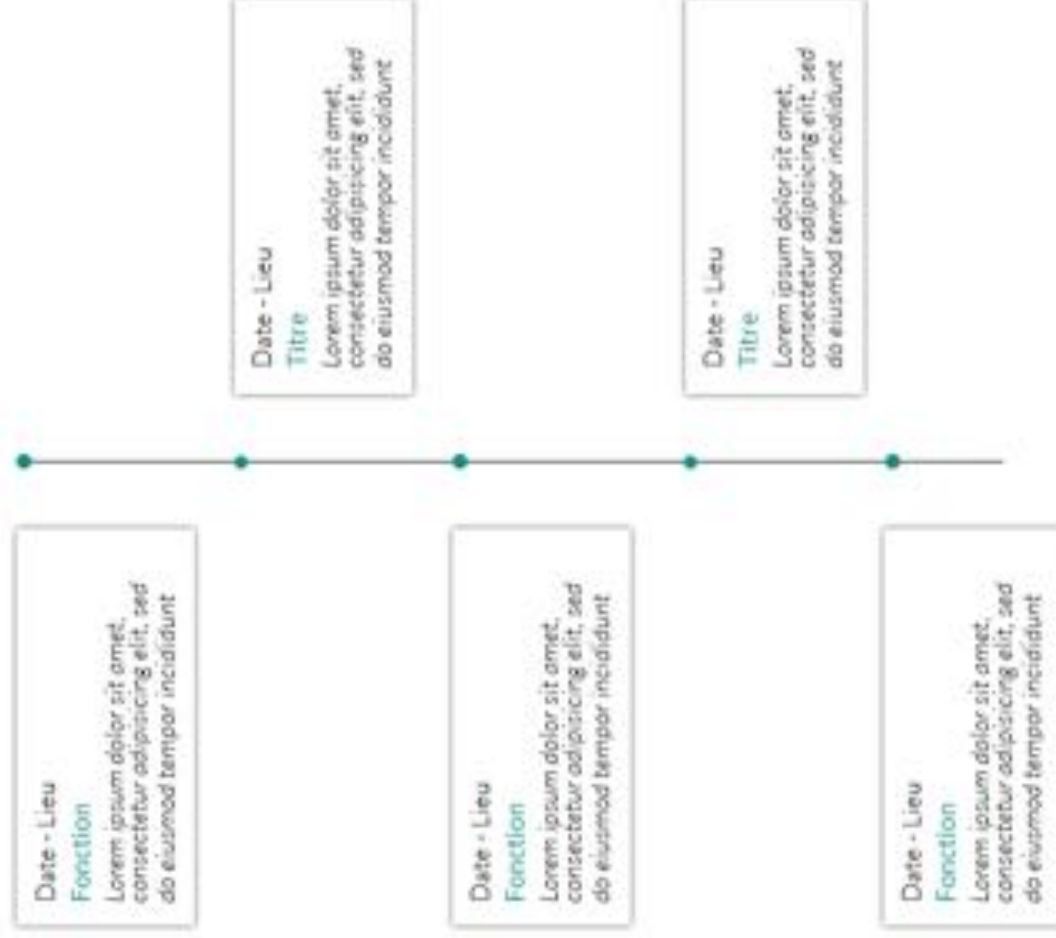 Date - Lieu
Fonction
Lorem ipsum dolor sit amet,
consectetur adipisicing elit, sed
do eiusmod tempor incididunt
Date - Lieu
Titre
Lorem ipsum dolor sit amet,
consectetur adipisicing elit, sed
do eiusmod tempor incididunt
Date - Lieu
Fonction
Lorem ipsum dolor sit amet,
consectetur adipisicing elit, sed
do eiusmod tempor incididunt
Date - Lieu
Titre
Lorem ipsum dolor sit amet,
consectetur adipisicing elit, sed
do eiusmod tempor incididunt
Date - Lieu
Fonction
Lorem ipsum dolor sit amet,
consectetur adipisicing elit, sed
do eiusmod tempor incididunt